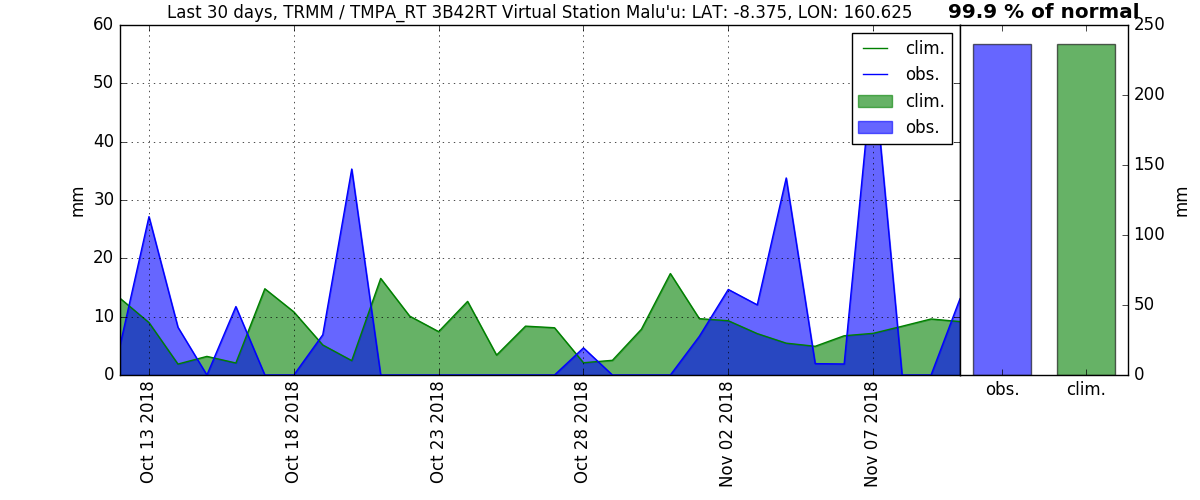 Last 30 days, TRMM / TMPA_RT 3B42RT Virtual Station Malu'u: LAT: -8.375, LON: 160.625
99.9 % of normal
60
50
40
30
20
10
0
mm
clim.
obs.
clim.
obs.
Oct 13 2018
Oct 18 2018
Oct 23 2018
Oct 28 2018
Nov 02 2018
Nov 07 2018
250
200
150
100
50
0
mm
obs.
clim.